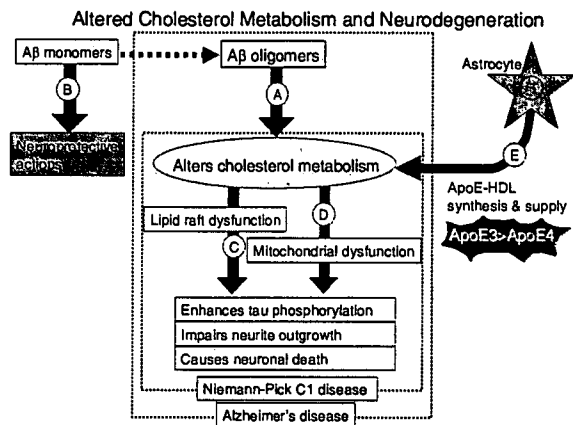 Altered Cholesterol Metabolism and Neurodegeneration
Aβ monomers
Aβ oligomers
Astrocyte
B
A
Neuroprotective
actions
Alters cholesterol metabolism
E
ApoE-HDL
synthesis & supply
ApoE3>ApoE4
Lipid raft dysfunction
D
C
Mitochondrial dysfunction
Enhances tau phosphorylation
Impairs neurite outgrowth
Causes neuronal death
Niemann-Pick C1 disease
Alzheimer's disease